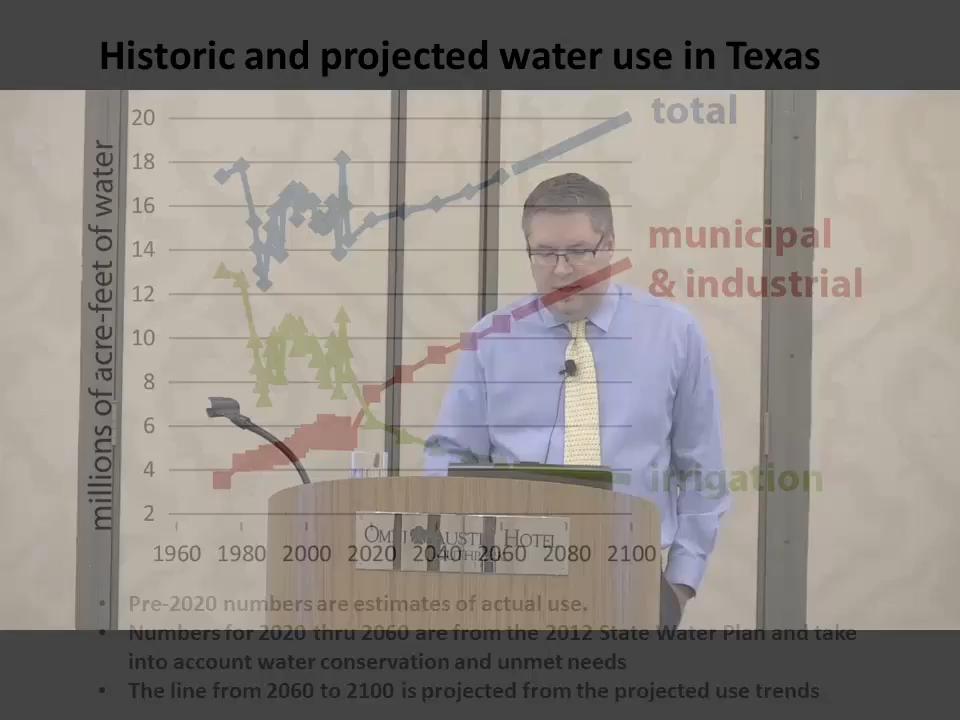 Historic and projected water use in Texas
millions of acre-feet of water
20
18
16
14
12
10
8
6
4
2
total
municipal
& industrial
irrigation
1960 1980 2000 2020 2040 2060 2080 2100
OMNI AUSTIN HOTEL
• Pre-2020 numbers are estimates of actual use.
• Numbers for 2020 thru 2060 are from the 2012 State Water Plan and take
into account water conservation and unmet needs
• The line from 2060 to 2100 is projected from the projected use trends